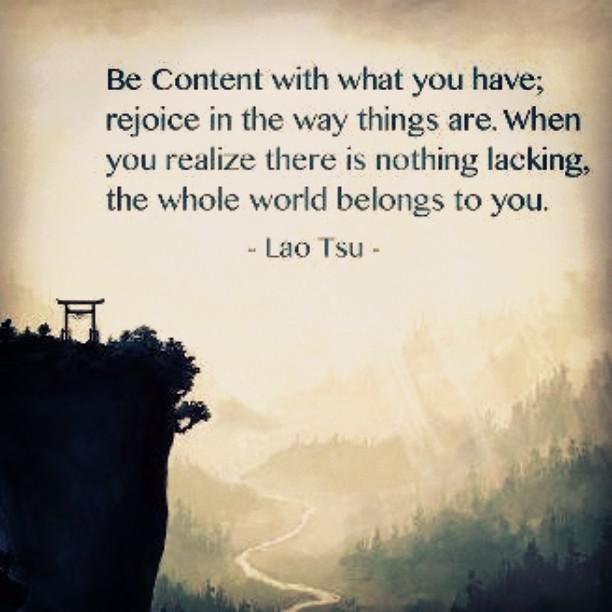 Be Content with what you have;
rejoice in the way things are. When
you realize there is nothing lacking,
the whole world belongs to you.
- Lao Tsu -